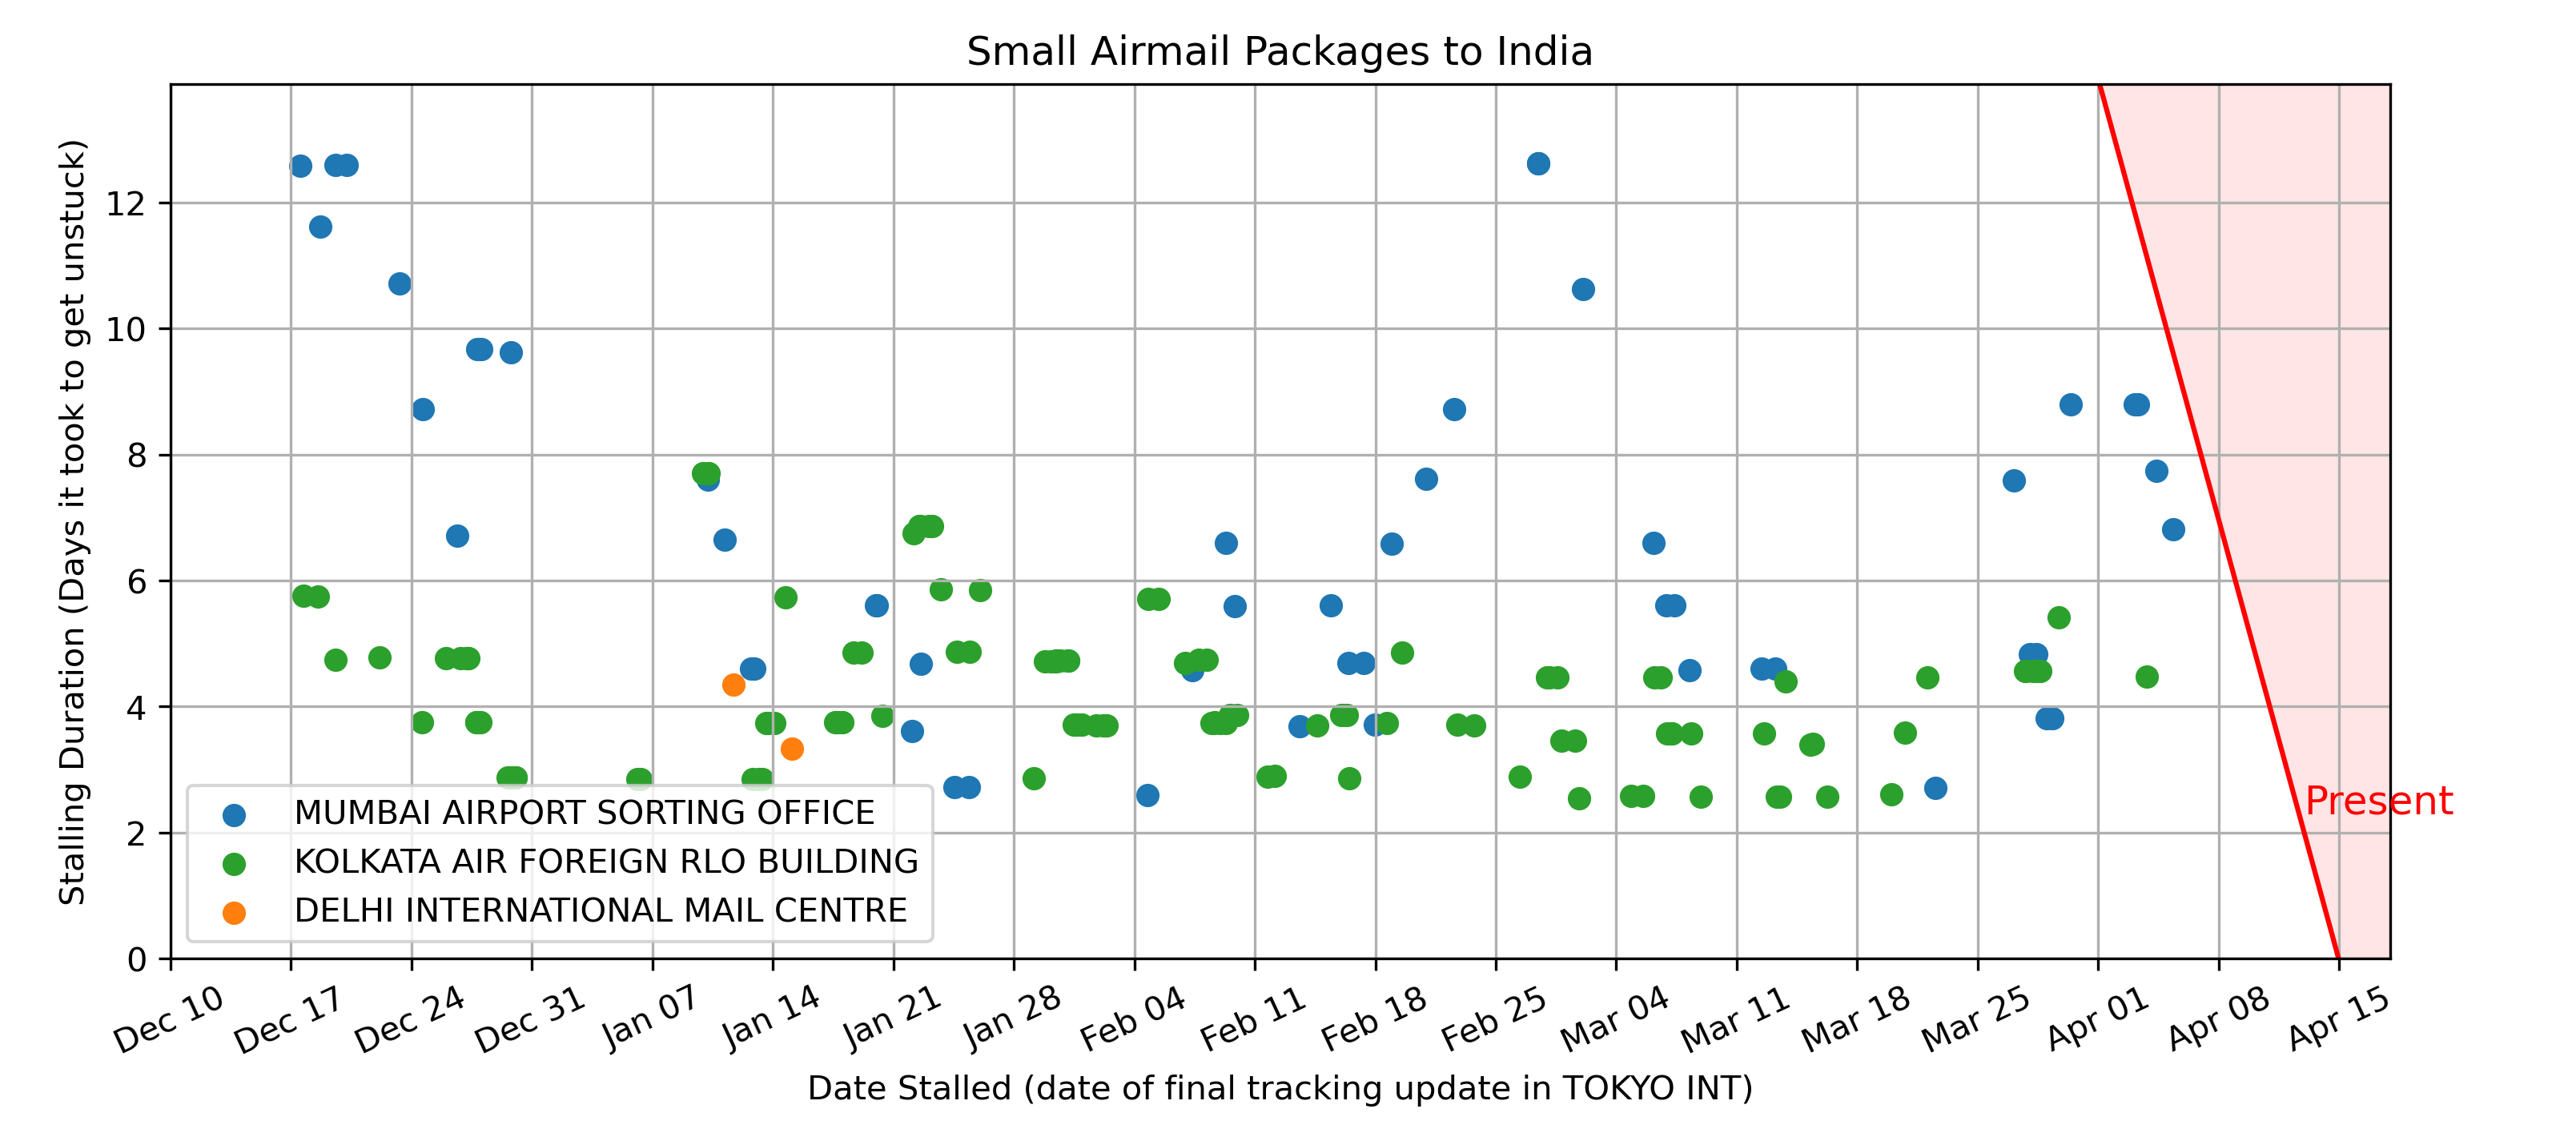 Small Airmail Packages to India
Stalling Duration (Days it took to get unstuck)
12
10
8
6
4
2
0
Present
MUMBAI AIRPORT SORTING OFFICE
KOLKATA AIR FOREIGN RLO BUILDING
DELHI INTERNATIONAL MAIL CENTRE
Dec 10
Dec 17
Dec 24
Dec 31
Jan 07
Jan 14
Jan 21
Jan 28
Feb 04
Feb 11
Feb 18
Feb 25
Mar 04
Mar 11
Mar 18
Mar 25
Apr 01
Apr 08
Apr 15
Date Stalled (date of final tracking update in TOKYO INT)